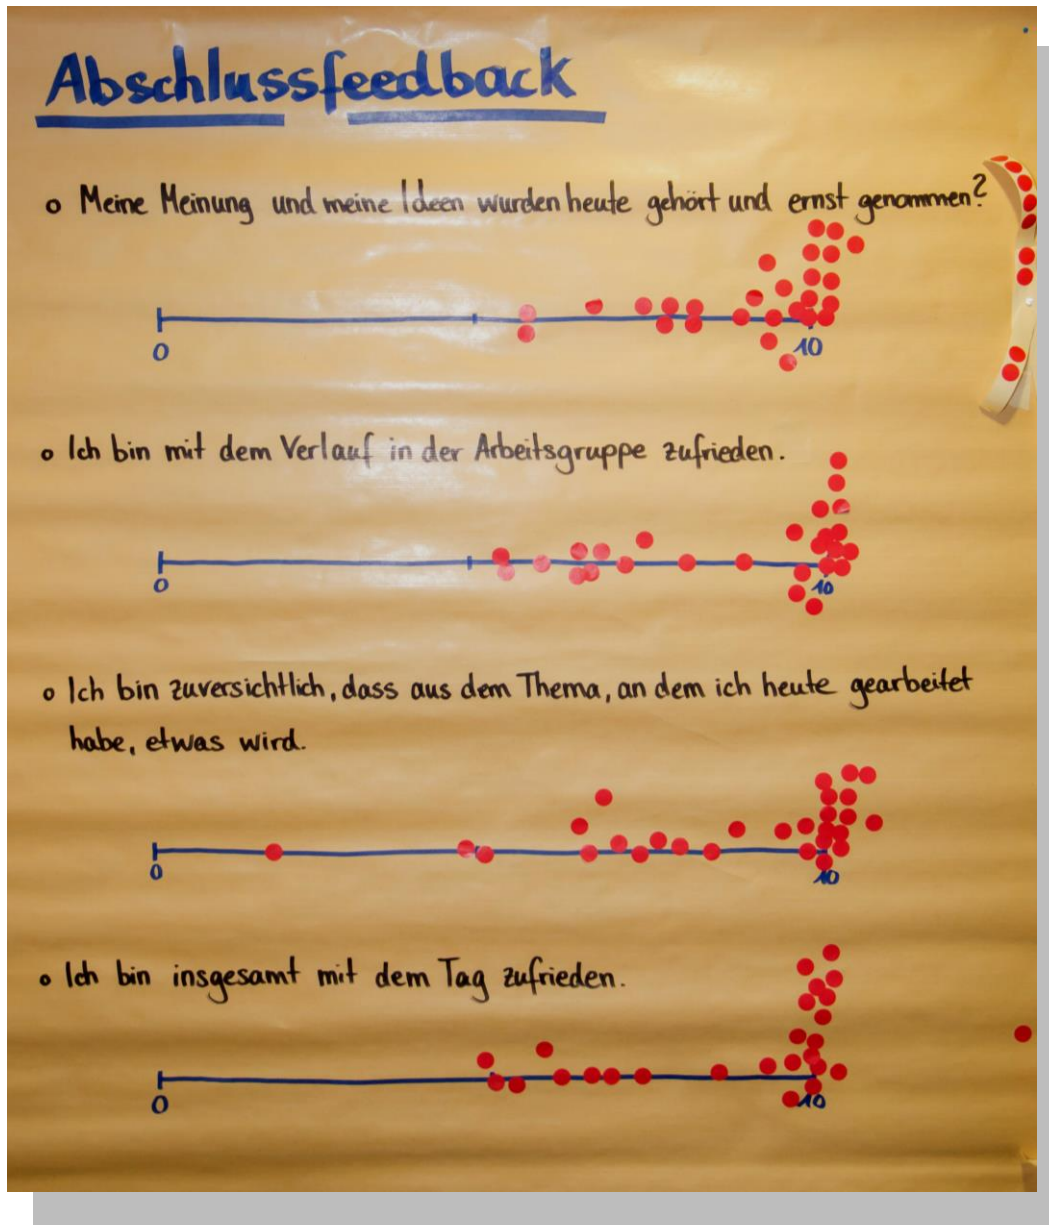 Abschlussfeedback
o Meine Meinung und meine Ideen wurden heute gehört und ernst genommen?
0 10
o Ich bin mit dem Verlauf in der Arbeitsgruppe zufrieden.
0 10
o Ich bin zuversichtlich, dass aus dem Thema, an dem ich heute gearbeitet
habe, etwas wird.
0 10
o Ich bin insgesamt mit dem Tag zufrieden.
0 10